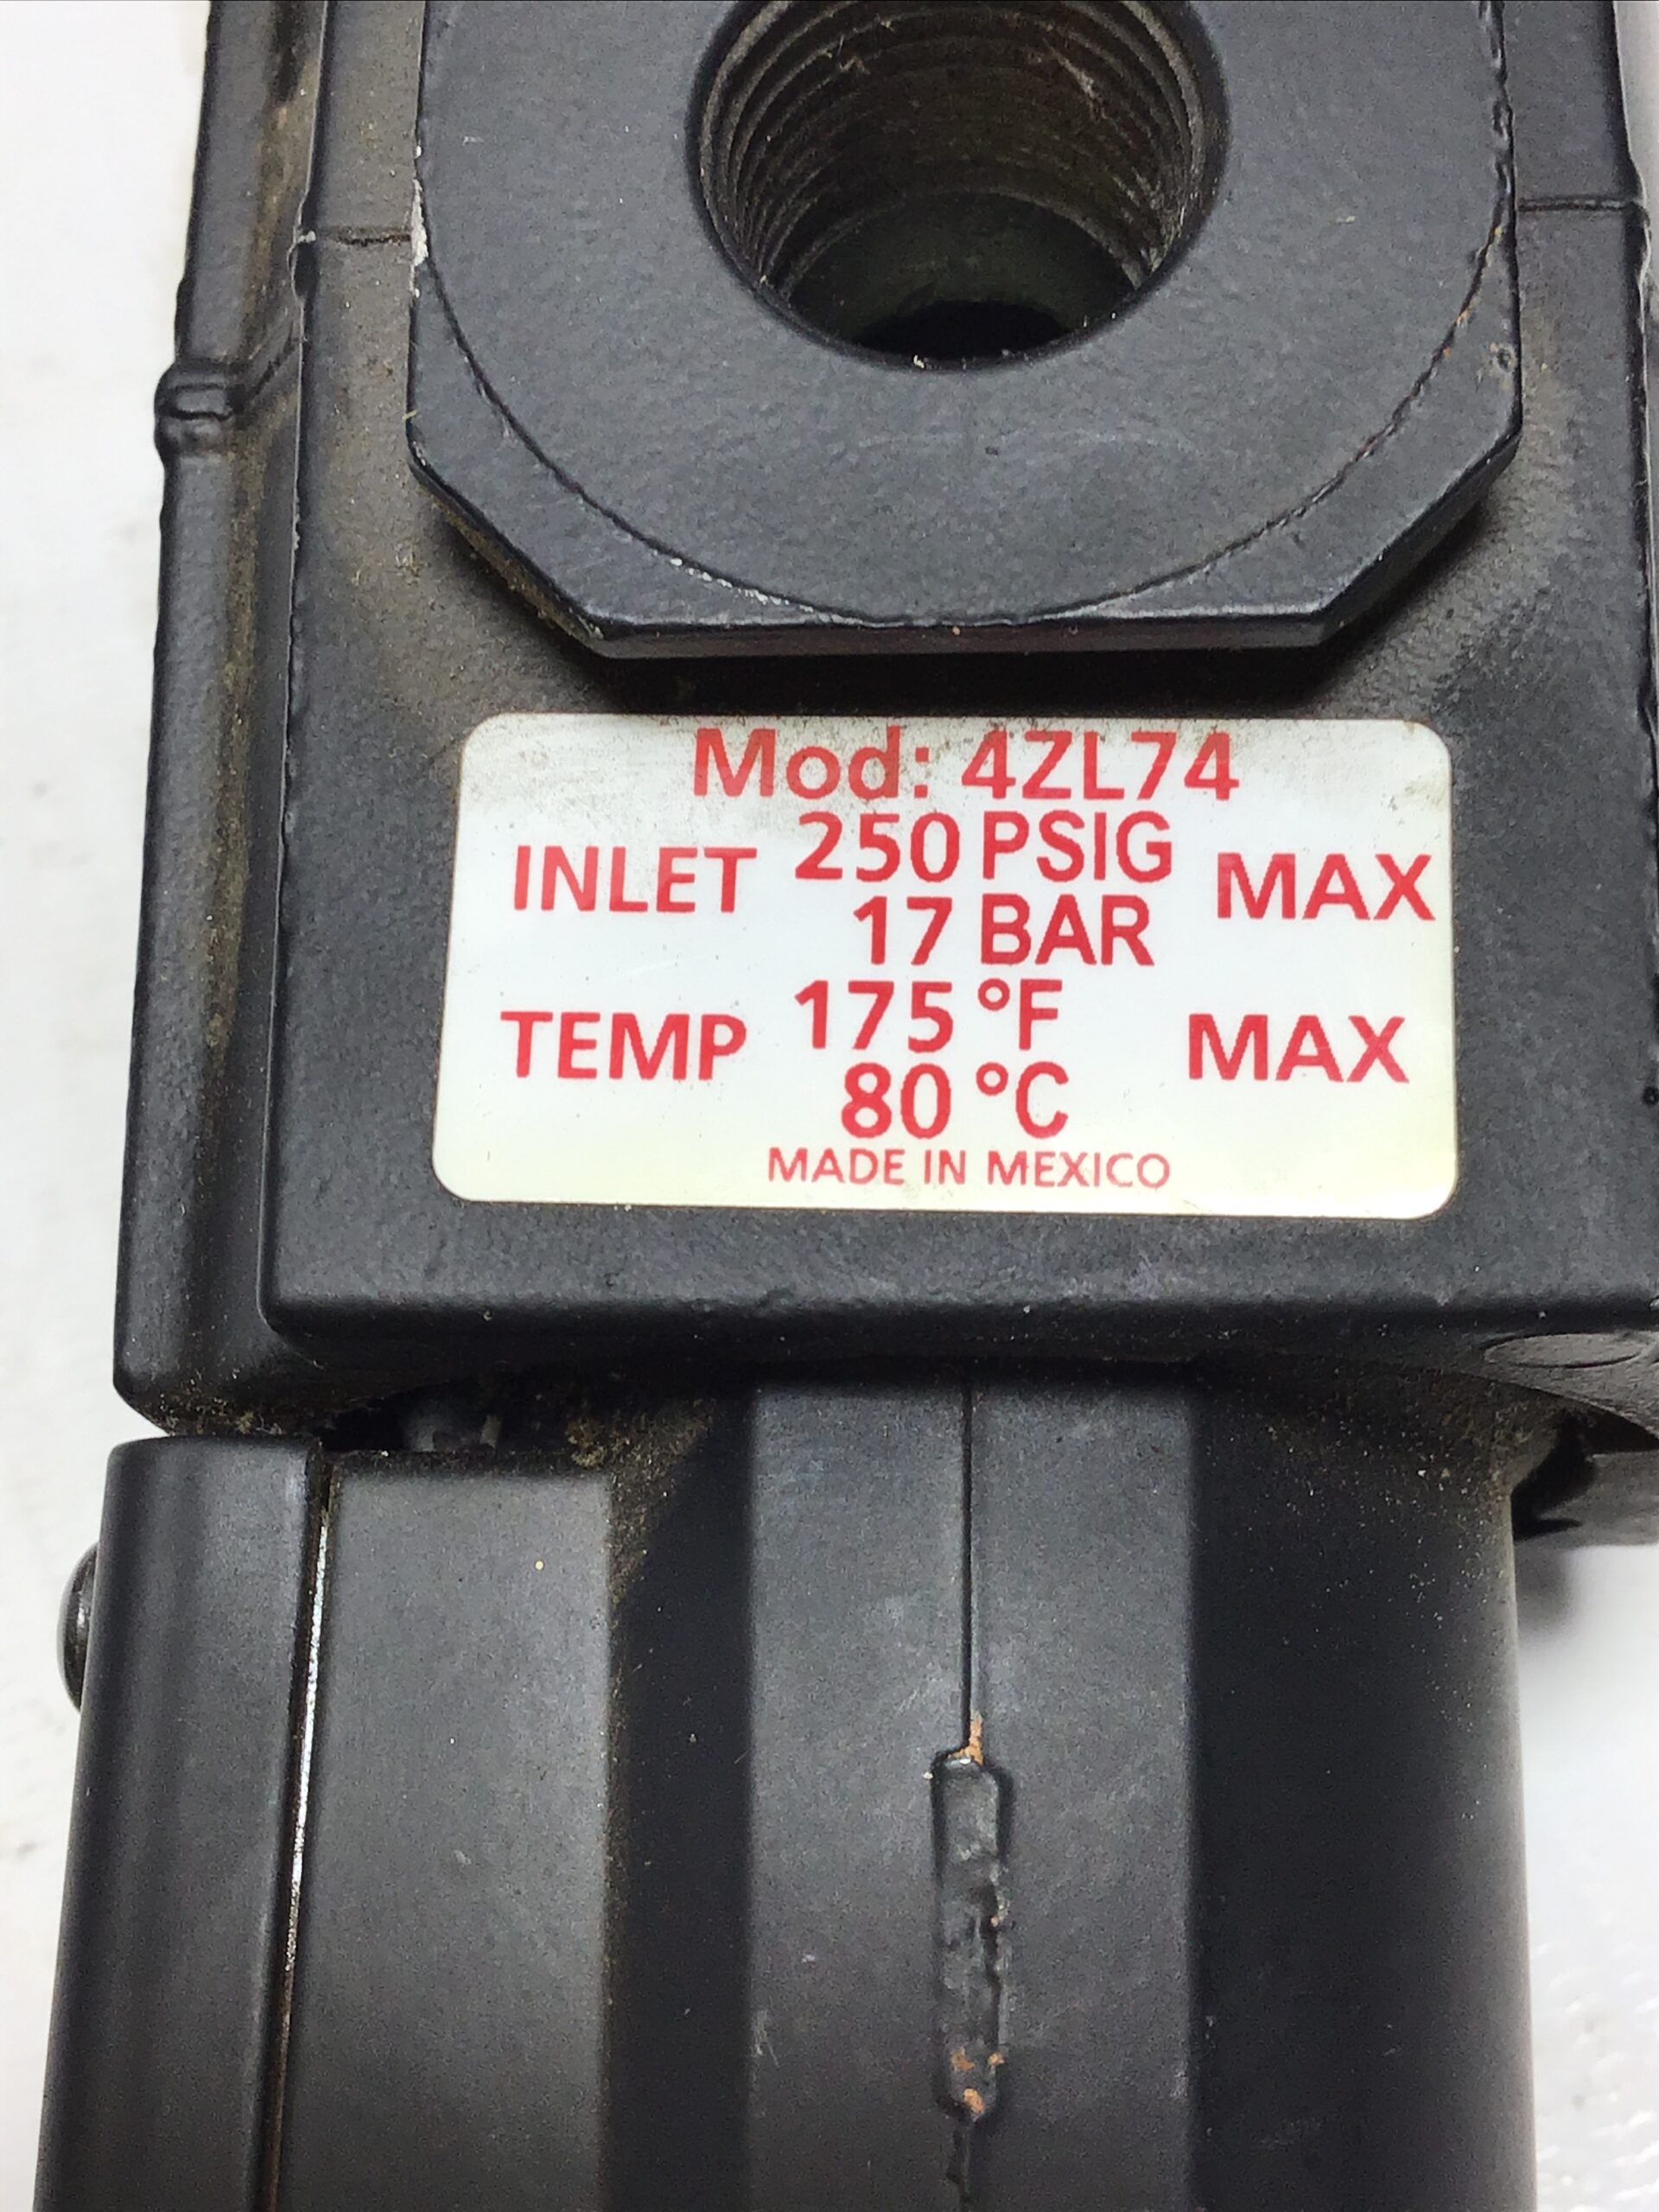 Mod: 4ZL74
INLET 250 PSIG MAX
17 BAR
TEMP 175 °F MAX
80 °C
MADE IN MEXICO